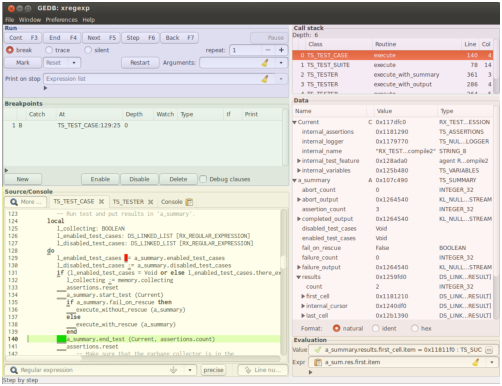 GEDB: xregexp
Window Preferences Help
Run
Cont F3 End F4 Next F5 Step F6 Back F7 Pause
break trace silent repeat: 1 - +
Mark Reset Restart Arguments:
Print on stop Expression list
Breakpoints
Catch At Depth Watch Type If Print
1 B TS_TEST_CASE:129:25 0
New Enable Disable Delete Debug clauses
Source/Console
More ... TS_TEST_CASE TS_TESTER Console
123 -- Run test and put results in `a_summary'.
124 local
125 l_collecting: BOOLEAN
126 l_enabled_test_cases: DS_LINKED_LIST [RX_REGULAR_EXPRESSION]
127 l_disabled_test_cases: DS_LINKED_LIST [RX_REGULAR_EXPRESSION]
128 do
129 l_enabled_test_cases := a_summary.enabled_test_cases
130 l_disabled_test_cases := a_summary.disabled_test_cases
131 if (l_enabled_test_cases = Void or else l_enabled_test_cases.there_ex
132 l_collecting := memory.collecting
133 assertions.reset
134 a_summary.start_test (Current)
135 if a_summary.fail_on_rescue then
136 execute_without_rescue (a_summary)
137 else
138 execute_with_rescue (a_summary)
139 end
140 a_summary.end_test (Current, assertions.count)
141 assertions.reset
142 -- Make sure that the garbage collector is in the
Regular expression precise Line nu...
Step by step
Call stack
Depth: 6
Class Routine Line Col
0 TS_TEST_CASE execute 140 4
1 TS_TEST_SUITE execute 78 14
2 TS_TESTER execute_with_summary 361 3
3 TS_TESTER execute_with_output 286 4
Data
Name Value Type
Current C 0x117dfc0 RX_TEST...ESSION
internal_assertions 0x1181290 TS_ASSERTIONS
internal_logger 0x1179770 TS_NUL...LOGGER
internal_name "RX_TEST...ompile2" STRING_8
internal_test_feature 0x128ada0 agent R...ompile2
internal_variables 0x125b480 TS_VARIABLES
a_summary A 0x107c490 TS_SUMMARY
abort_count 0 INTEGER_32
abort_output 0x1264540 KL_NULL...STREAM
assertion_count 3 INTEGER_32
completed_output 0x1264540 KL_NULL...STREAM
disabled_test_cases Void
enabled_test_cases Void
fail_on_rescue False BOOLEAN
failure_count 0 INTEGER_32
failure_output 0x1264540 KL_NULL...STREAM
results 0x1259fd0 DS_LINK...RESULT]
count 2 INTEGER_32
first_cell 0x1181210 DS_LINK...RESULT]
internal_cursor 0x1240df0 DS_LINK...RESULT]
last_cell 0x12b1390 DS_LINK...RESULT]
Format: natural ident hex
Evaluation
Value a_summary.results.first_cell.item = 0x11811f0 : TS_SUC
Expr a_sum.res.first.item